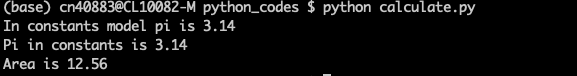 (base) cn40883@CL10082-M python_codes $ python calculate.py
In constants model pi is 3.14
Pi in constants is 3.14
Area is 12.56